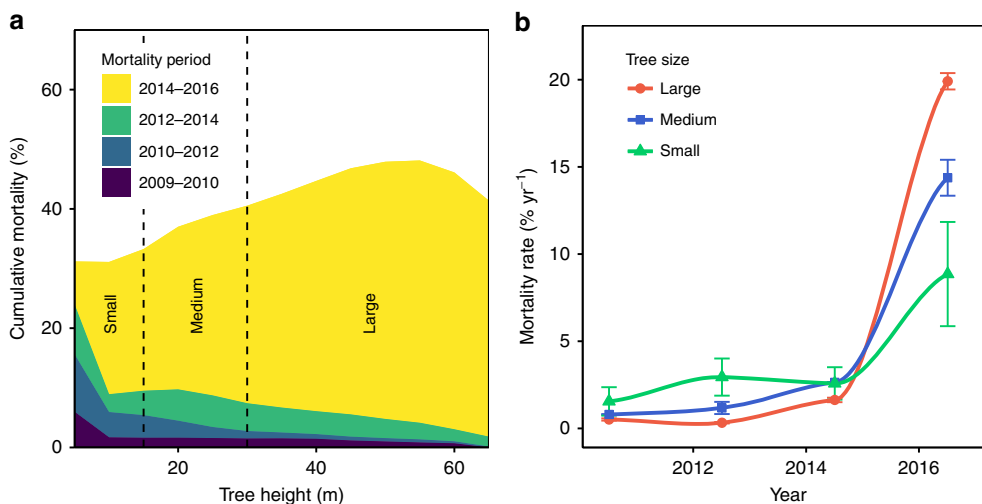 a
Mortality period
2014–2016
2012–2014
2010–2012
2009–2010
Small
Medium
Large
Cumulative mortality (%)
0
20
40
60
20
40
60
Tree height (m)
b
Tree size
Large
Medium
Small
Mortality rate (% yr⁻¹)
0
5
10
15
20
2012
2014
2016
Year